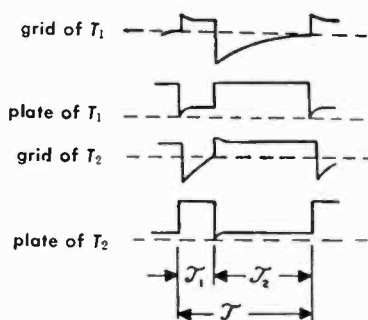 grid of T₁
plate of T₁
grid of T₂
plate of T₂
𝒯₁ 𝒯₂
𝒯